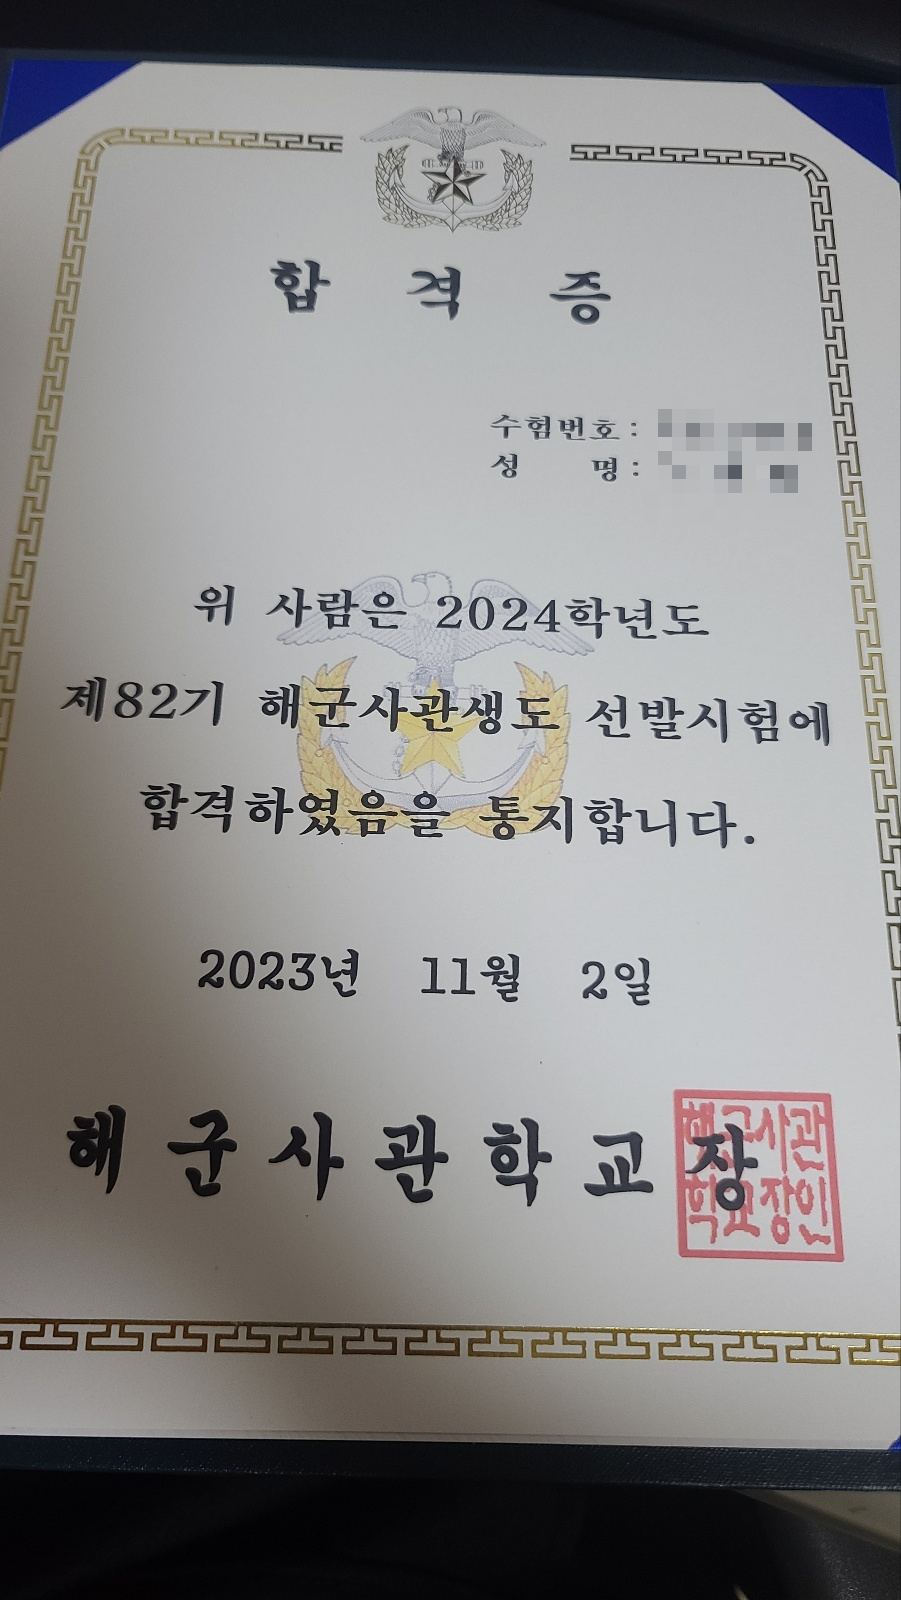 합 격 증
수험번호 :
성 명 :
위 사람은 2024학년도
제82기 해군사관생도 선발시험에
합격하였음을 통지합니다.
2023년 11월 2일
해군사관학교장
해군사관
학교장인